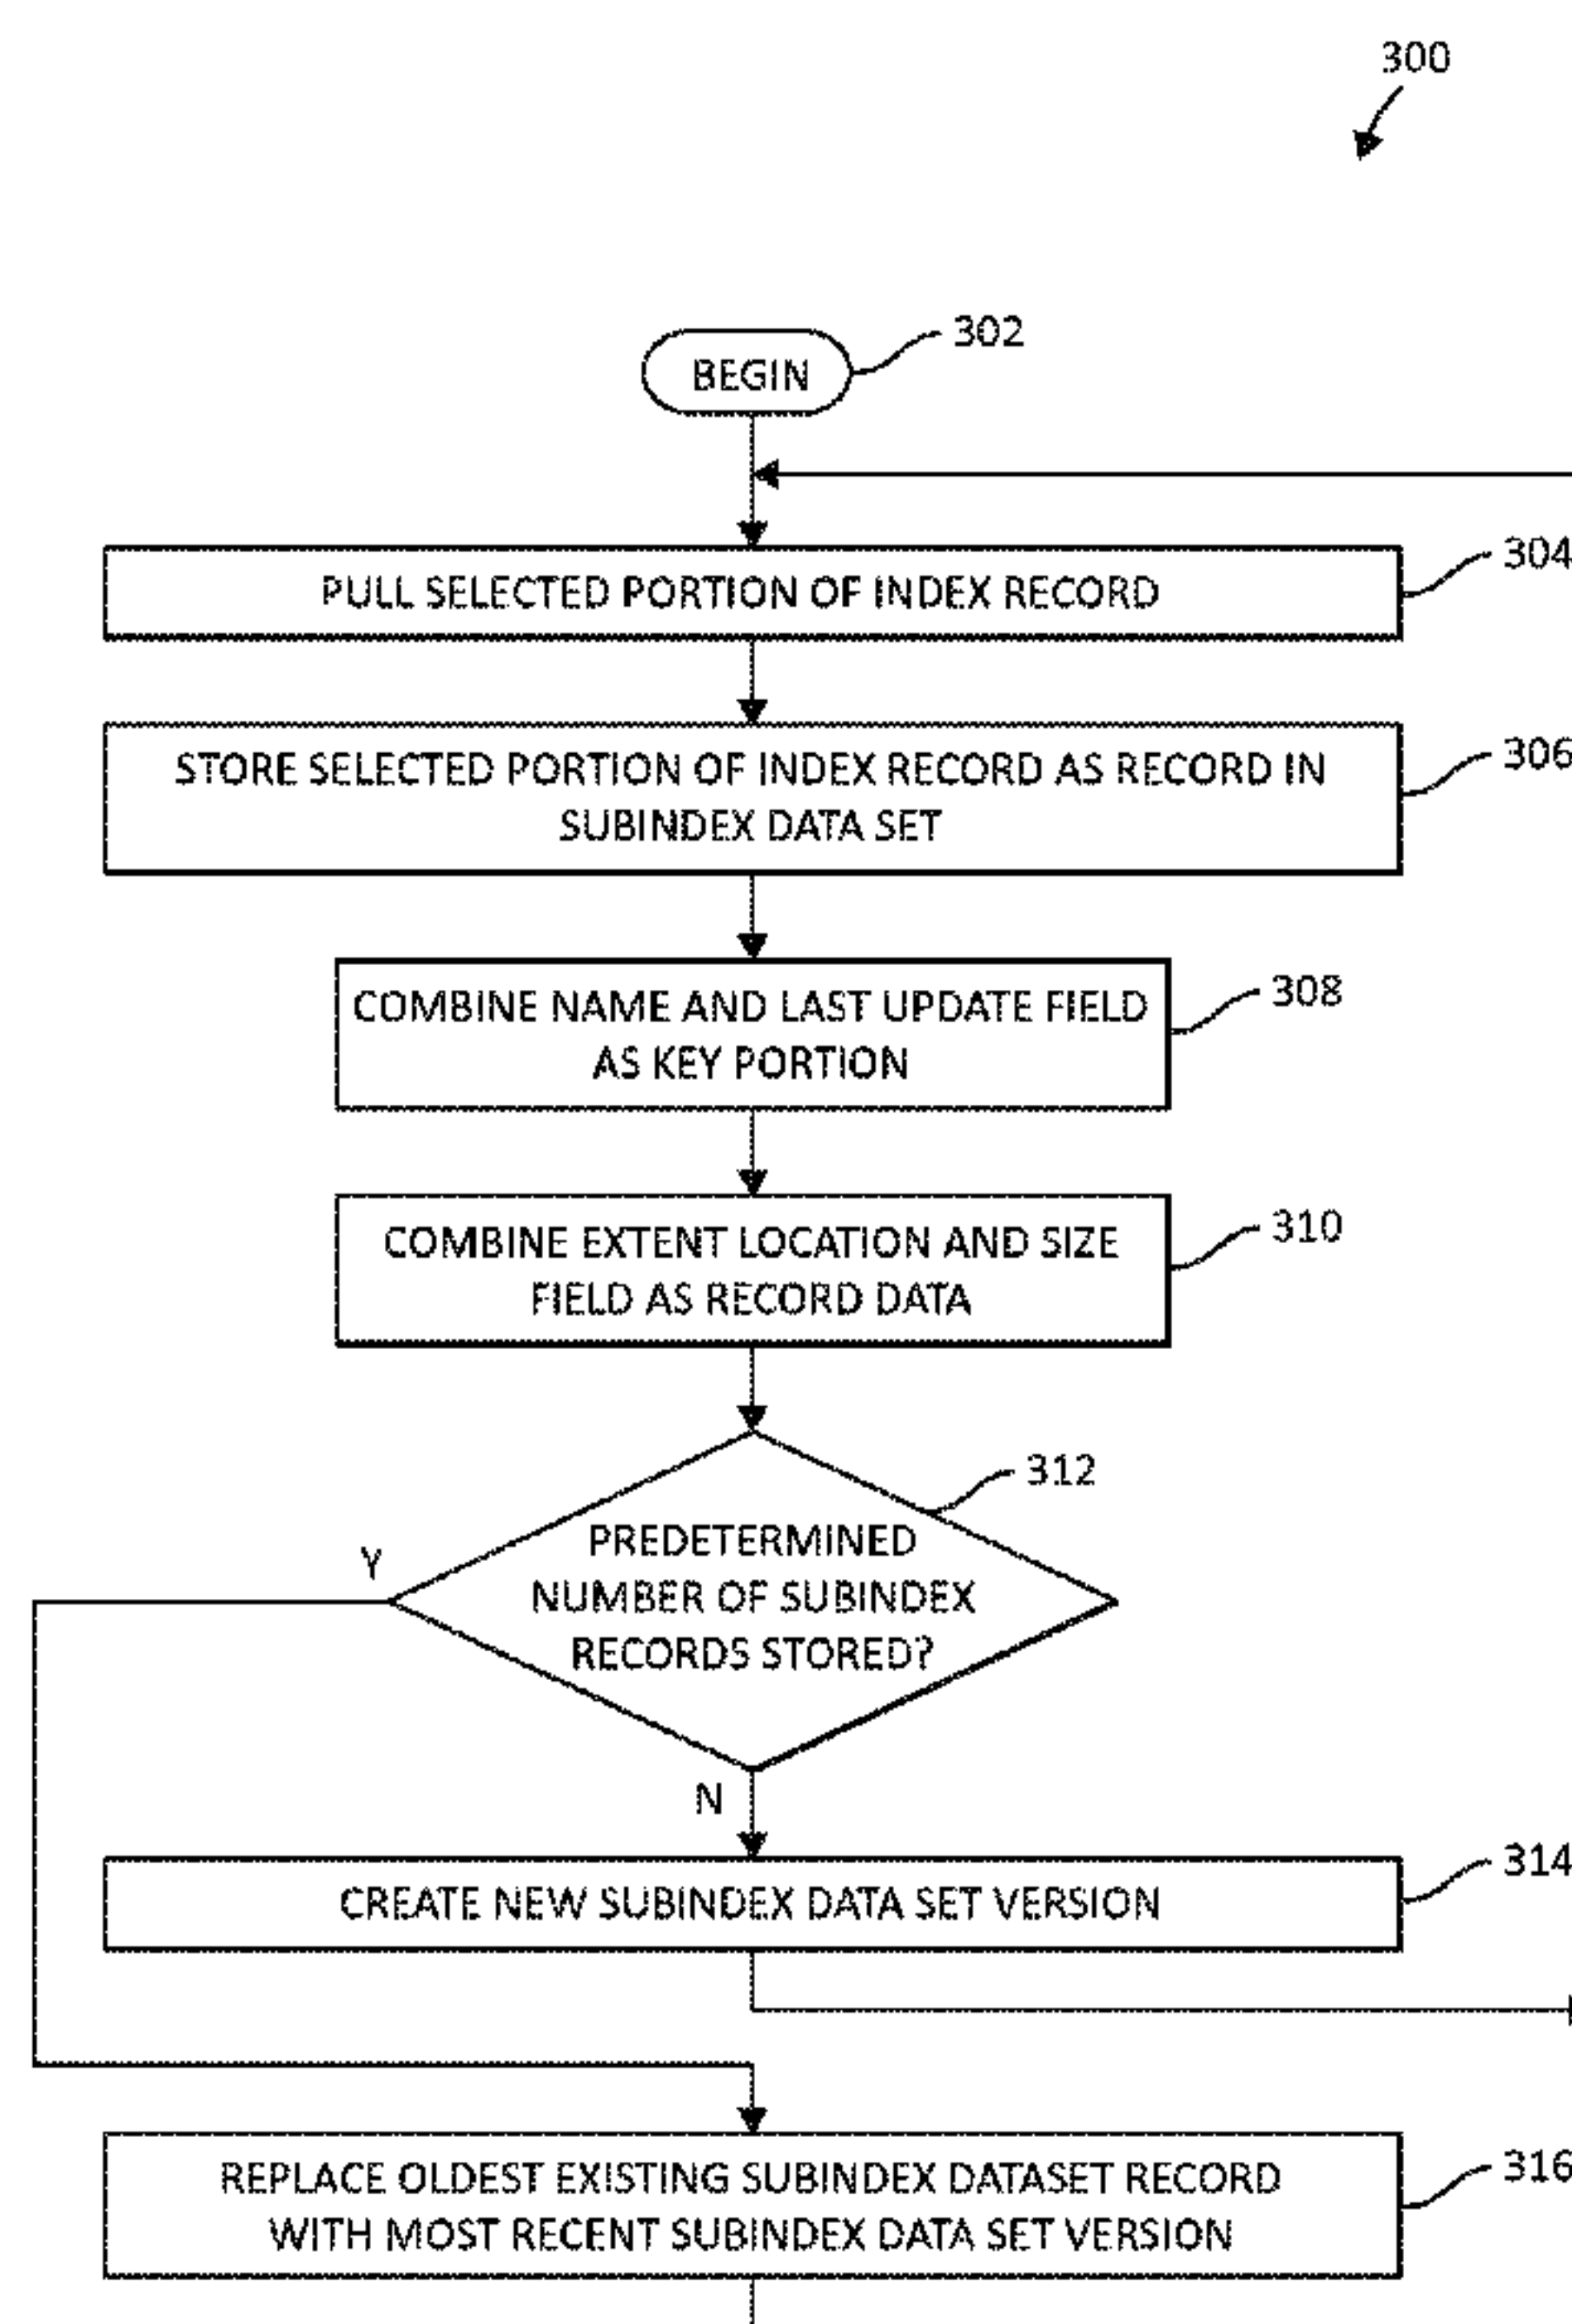 300
302
BEGIN
304
PULL SELECTED PORTION OF INDEX RECORD
306
STORE SELECTED PORTION OF INDEX RECORD AS RECORD IN
SUBINDEX DATA SET
308
COMBINE NAME AND LAST UPDATE FIELD
AS KEY PORTION
310
COMBINE EXTENT LOCATION AND SIZE
FIELD AS RECORD DATA
312
PREDETERMINED
NUMBER OF SUBINDEX
RECORDS STORED?
Y
N
314
CREATE NEW SUBINDEX DATA SET VERSION
316
REPLACE OLDEST EXISTING SUBINDEX DATASET RECORD
WITH MOST RECENT SUBINDEX DATA SET VERSION